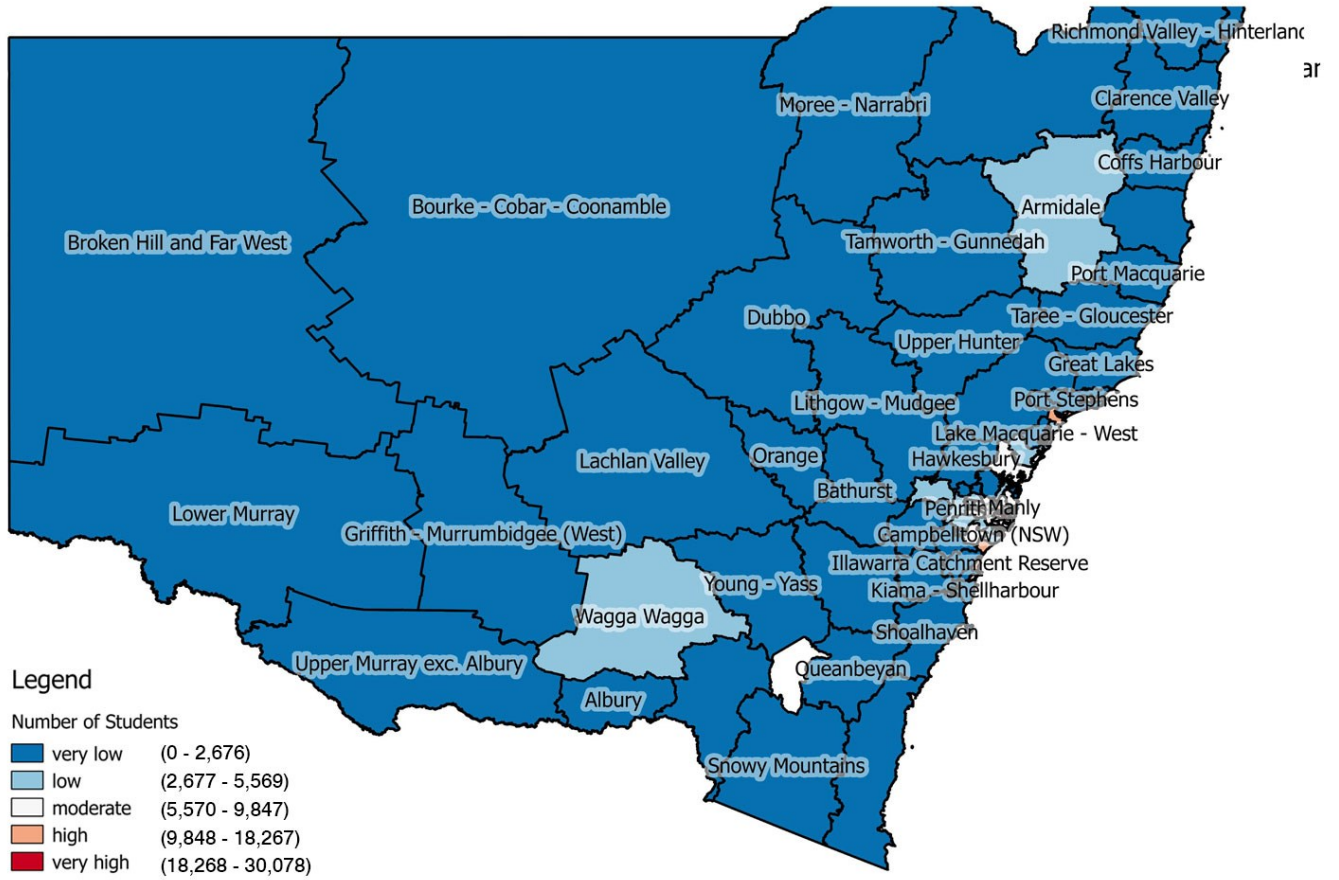 Richmond Valley - Hinterland
ar
Moree - Narrabri
Clarence Valley
Coffs Harbour
Armidale
Bourke - Cobar - Coonamble
Broken Hill and Far West
Tamworth - Gunnedah
Port Macquarie
Dubbo
Taree - Gloucester
Upper Hunter
Great Lakes
Lithgow - Mudgee
Port Stephens
Lake Macquarie - West
Orange
Hawkesbury
Lachlan Valley
Bathurst
Penrith
Manly
Lower Murray
Griffith - Murrumbidgee (West)
Campbelltown (NSW)
Illawarra Catchment Reserve
Young - Yass
Kiama - Shellharbour
Wagga Wagga
Shoalhaven
Upper Murray exc. Albury
Queanbeyan
Albury
Snowy Mountains
Legend
Number of Students
very low (0 - 2,676)
low (2,677 - 5,569)
moderate (5,570 - 9,847)
high (9,848 - 18,267)
very high (18,268 - 30,078)